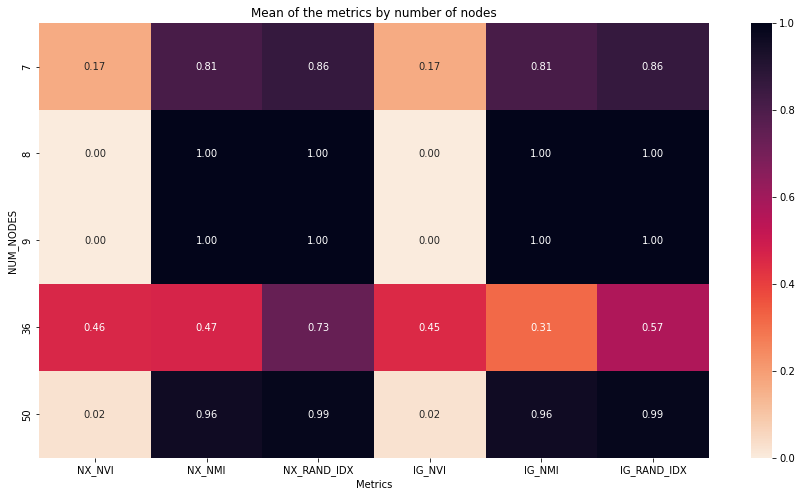 Mean of the metrics by number of nodes
7 0.17 0.81 0.86 0.17 0.81 0.86
8 0.00 1.00 1.00 0.00 1.00 1.00
9 0.00 1.00 1.00 0.00 1.00 1.00
36 0.46 0.47 0.73 0.45 0.31 0.57
50 0.02 0.96 0.99 0.02 0.96 0.99
NUM_NODES
NX_NVI NX_NMI NX_RAND_IDX IG_NVI IG_NMI IG_RAND_IDX
Metrics
1.0
0.8
0.6
0.4
0.2
0.0